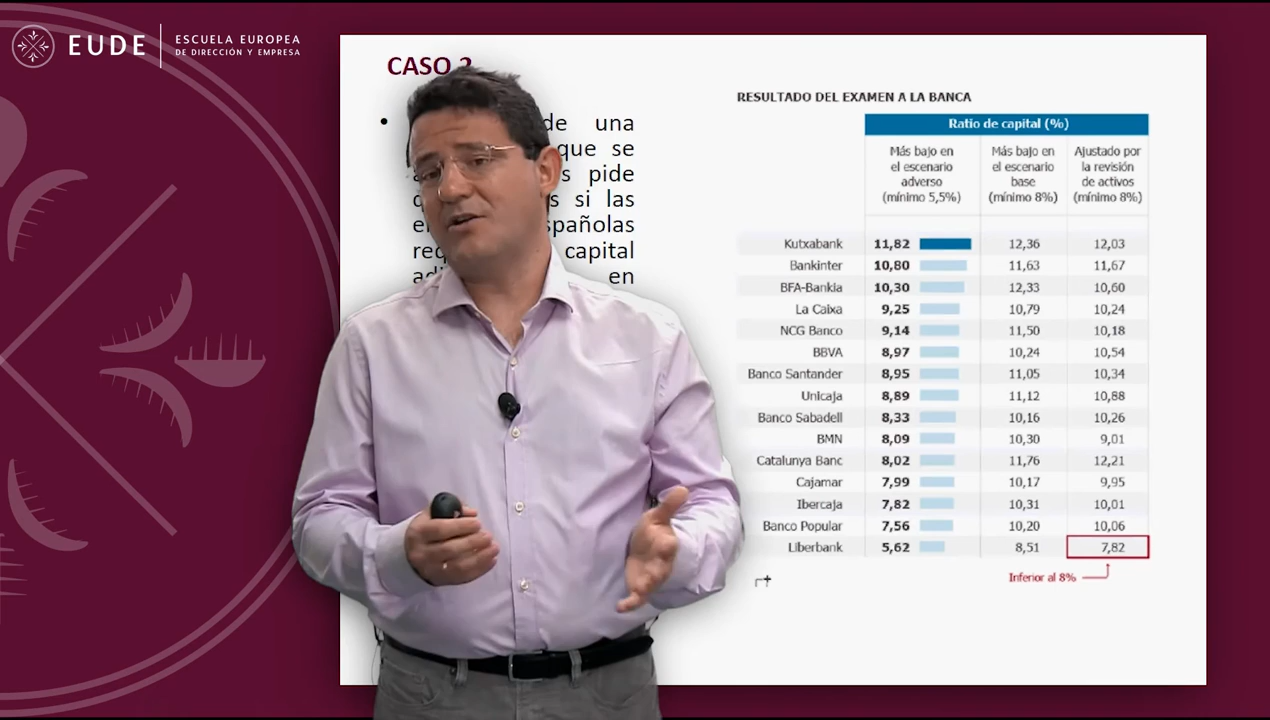 EUDE
ESCUELA EUROPEA
DE DIRECCIÓN Y EMPRESA
CASO 2
• de una
que se
pide
si las
españolas
capital
en
RESULTADO DEL EXAMEN A LA BANCA
Ratio de capital (%)
Más bajo en el escenario adverso (mínimo 5,5%)
Más bajo en el escenario base (mínimo 8%)
Ajustado por la revisión de activos (mínimo 8%)
Kutxabank 11,82 12,36 12,03
Bankinter 10,80 11,63 11,67
BFA-Bankia 10,30 12,33 10,60
La Caixa 9,25 10,79 10,24
NCG Banco 9,14 11,50 10,18
BBVA 8,97 10,24 10,54
Banco Santander 8,95 11,05 10,34
Unicaja 8,89 11,12 10,88
Banco Sabadell 8,33 10,16 10,26
BMN 8,09 10,30 9,01
Catalunya Banc 8,02 11,76 12,21
Cajamar 7,99 10,17 9,95
Ibercaja 7,82 10,31 10,01
Banco Popular 7,56 10,20 10,06
Liberbank 5,62 8,51 7,82
Inferior al 8%